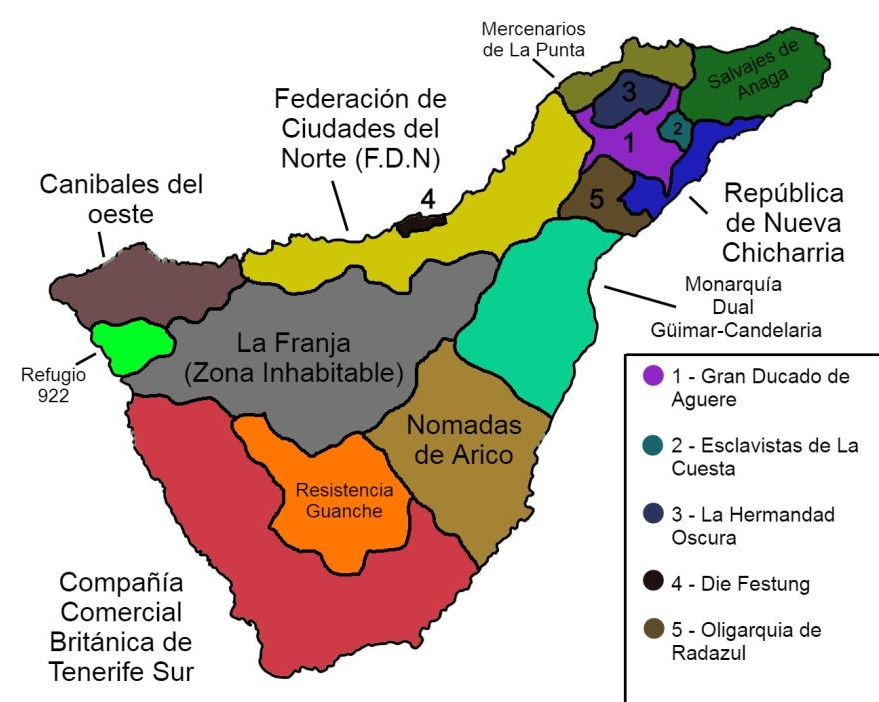 Mercenarios
de La Punta
Salvajes de
Anaga
3
2
1
5
4
Federación de
Ciudades del
Norte (F.D.N)
Canibales del
oeste
República
de Nueva
Chicharria
Monarquía
Dual
Güimar-Candelaria
La Franja
(Zona Inhabitable)
Refugio
922
Nomadas
de Arico
Resistencia
Guanche
Compañía
Comercial
Británica de
Tenerife Sur
1 - Gran Ducado de
Aguere
2 - Esclavistas de La
Cuesta
3 - La Hermandad
Oscura
4 - Die Festung
5 - Oligarquia de
Radazul